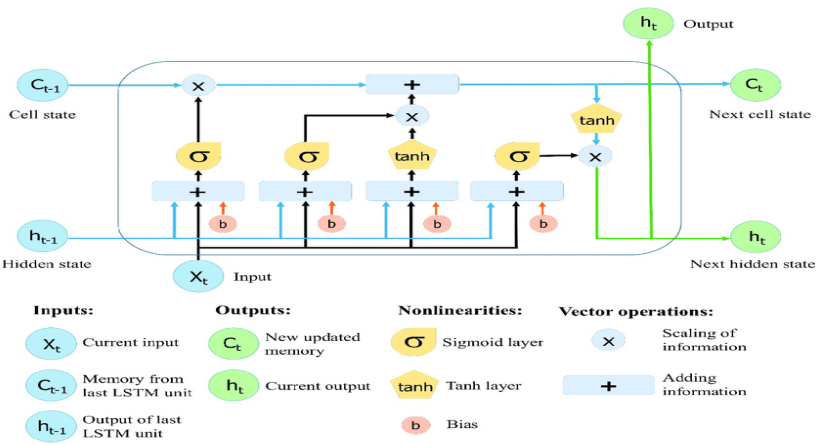 hₜ
Output
Cₜ₋₁
x
+
Cₜ
Cell state
x
tanh
Next cell state
σ
σ
tanh
σ
x
+
+
+
+
hₜ₋₁
b
b
b
b
hₜ
Hidden state
Xₜ
Input
Next hidden state
Inputs:
Outputs:
Nonlinearities:
Vector operations:
Xₜ
Current input
Cₜ
New updated
memory
σ
Sigmoid layer
x
Scaling of
information
Cₜ₋₁
Memory from
last LSTM unit
hₜ
Current output
tanh
Tanh layer
+
Adding
information
hₜ₋₁
Output of last
LSTM unit
b
Bias